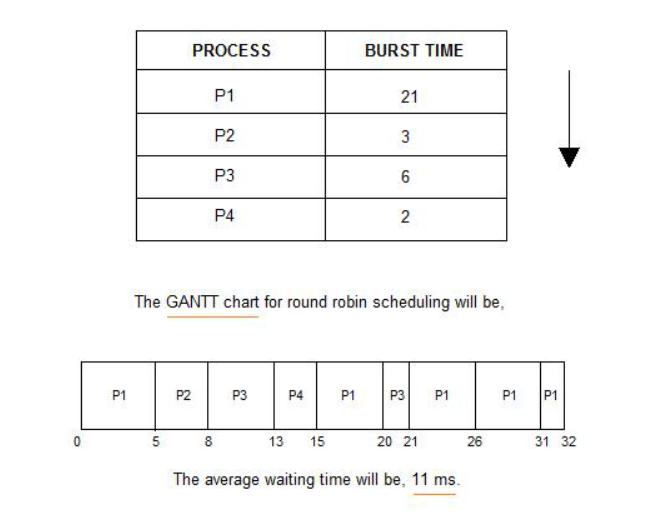 PROCESS BURST TIME
P1 21
P2 3
P3 6
P4 2
The GANTT chart for round robin scheduling will be,
P1 P2 P3 P4 P1 P3 P1 P1 P1
0 5 8 13 15 20 21 26 31 32
The average waiting time will be, 11 ms.